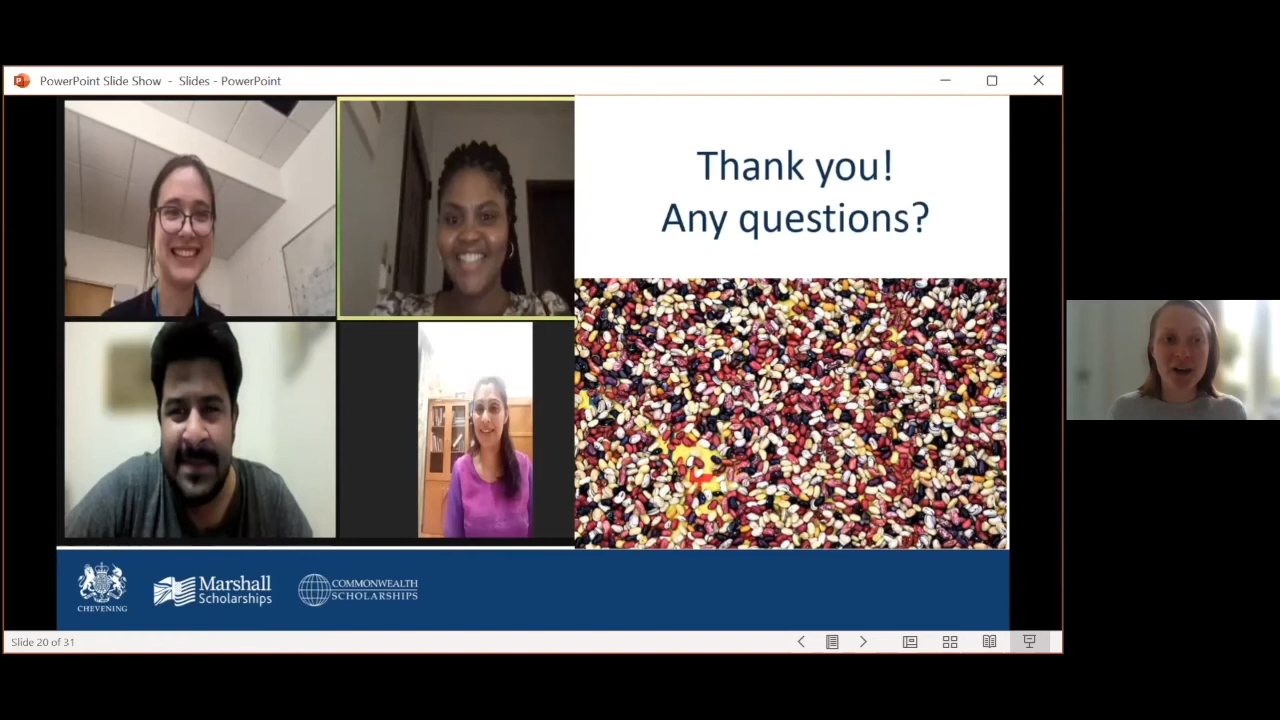 PowerPoint Slide Show - Slides - PowerPoint
Thank you!
Any questions?
CHEVENING
Marshall
Scholarships
COMMONWEALTH
SCHOLARSHIPS
Slide 20 of 31